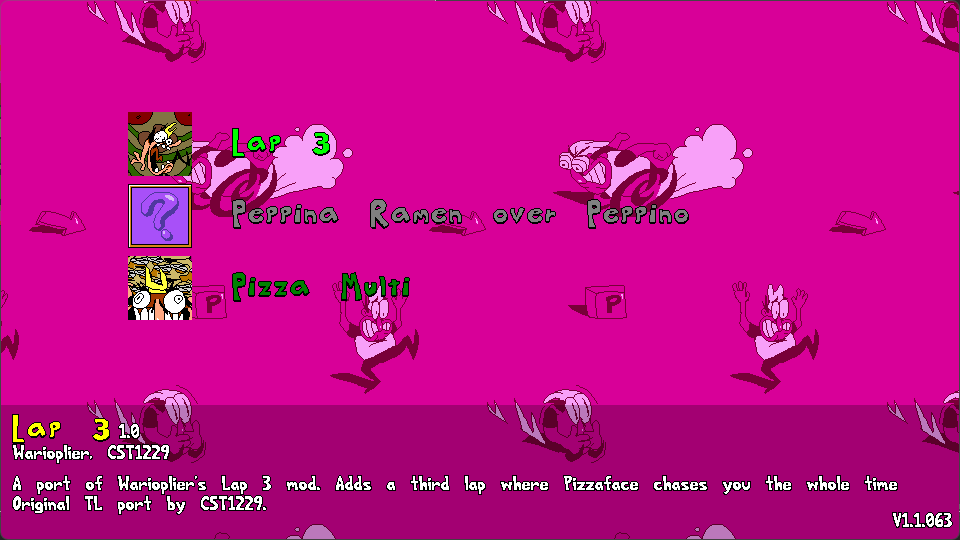 Lap 3
Peppina Ramen over Peppino
Pizza Multi
P
P
Lap 3 1.0
Warioplier. CST1229
A port of Warioplier's Lap 3 mod. Adds a third lap where Pizzaface chases you the whole time
Original TL port by CST1229.
V1.1.063